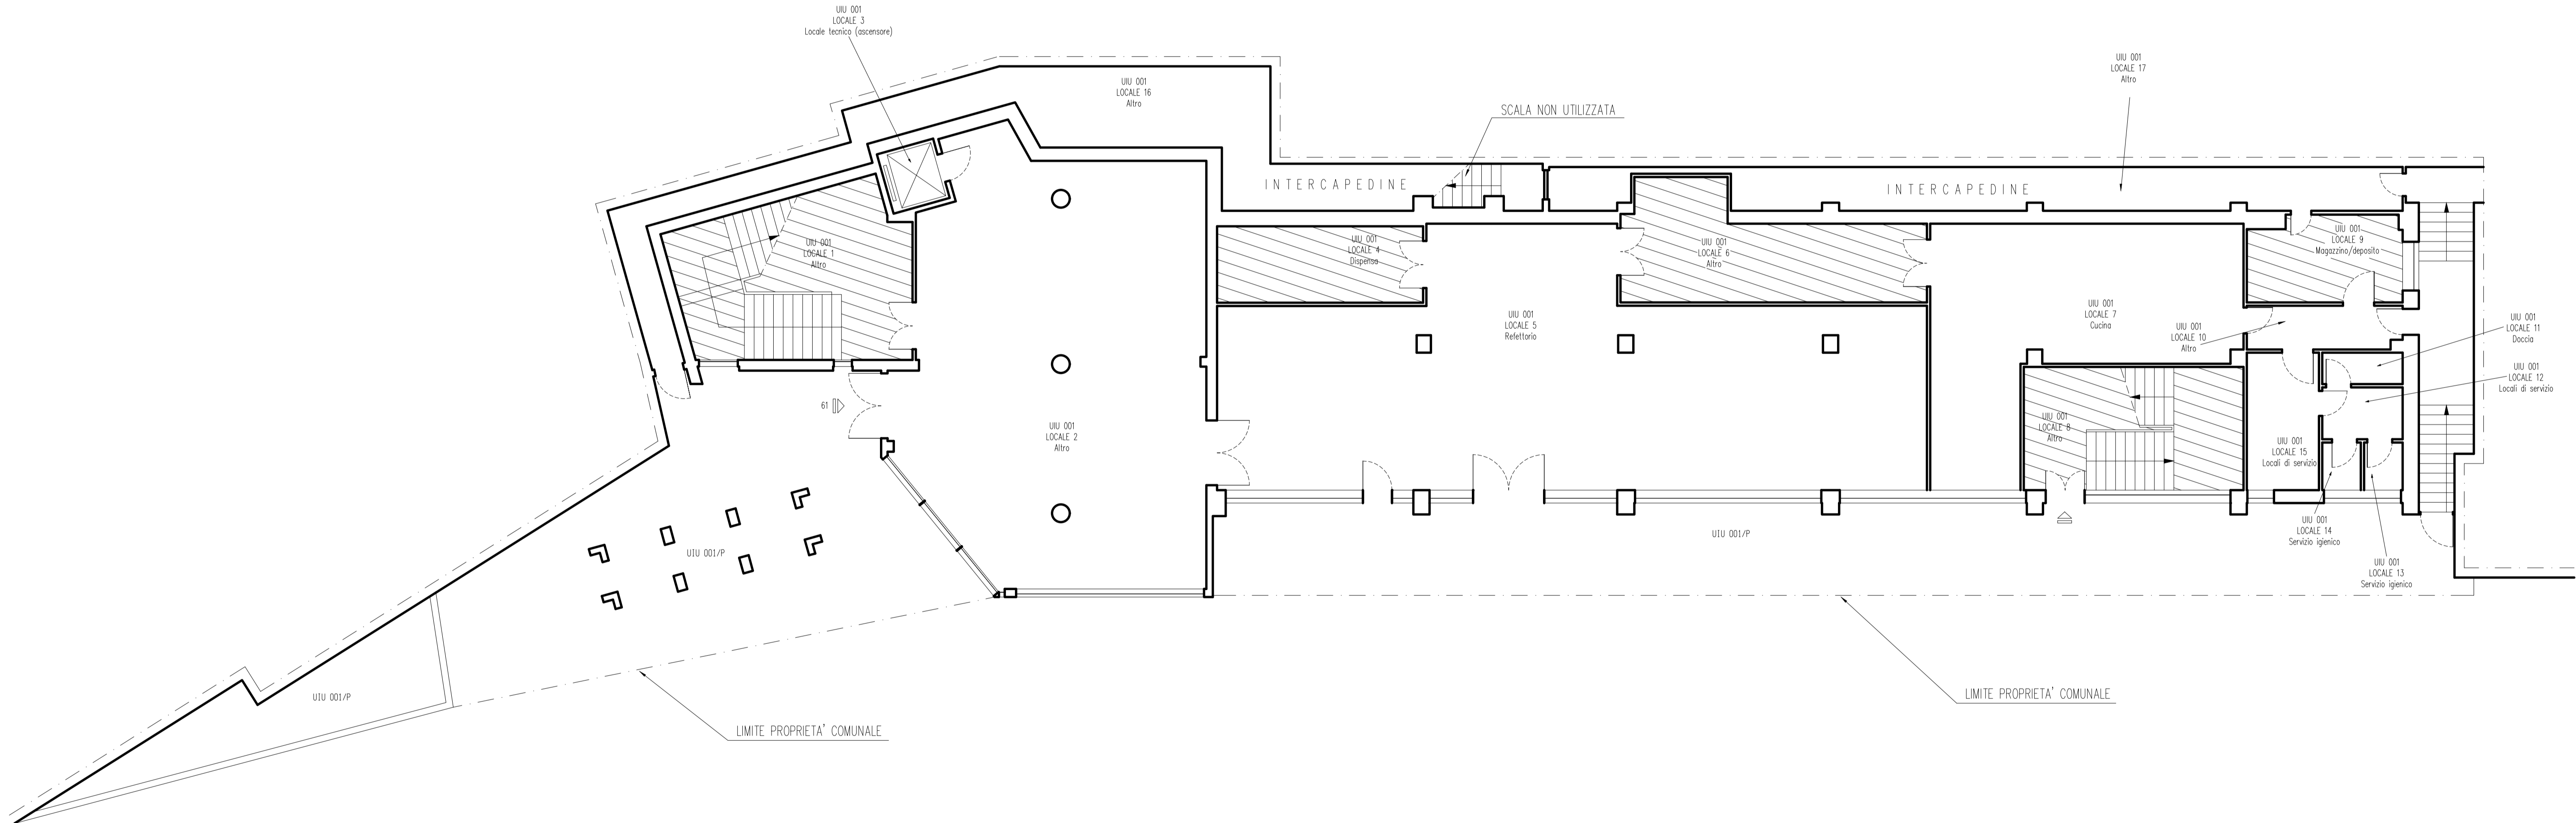 UIU 001
LOCALE 3
Locale tecnico (ascensore)
UIU 001
LOCALE 16
Altro
UIU 001
LOCALE 17
Altro
SCALA NON UTILIZZATA
INTERCAPEDINE
INTERCAPEDINE
UIU 001
LOCALE 1
Altro
UIU 001
LOCALE 4
Dispensa
UIU 001
LOCALE 6
Altro
UIU 001
LOCALE 9
Magazzino/deposito
UIU 001
LOCALE 5
Refettorio
UIU 001
LOCALE 7
Cucina
UIU 001
LOCALE 10
Altro
UIU 001
LOCALE 11
Doccia
UIU 001
LOCALE 12
Locali di servizio
61
UIU 001
LOCALE 2
Altro
UIU 001
LOCALE 8
Altro
UIU 001
LOCALE 15
Locali di servizio
UIU 001/P
UIU 001/P
UIU 001
LOCALE 14
Servizio igienico
UIU 001
LOCALE 13
Servizio igienico
UIU 001/P
LIMITE PROPRIETA' COMUNALE
LIMITE PROPRIETA' COMUNALE